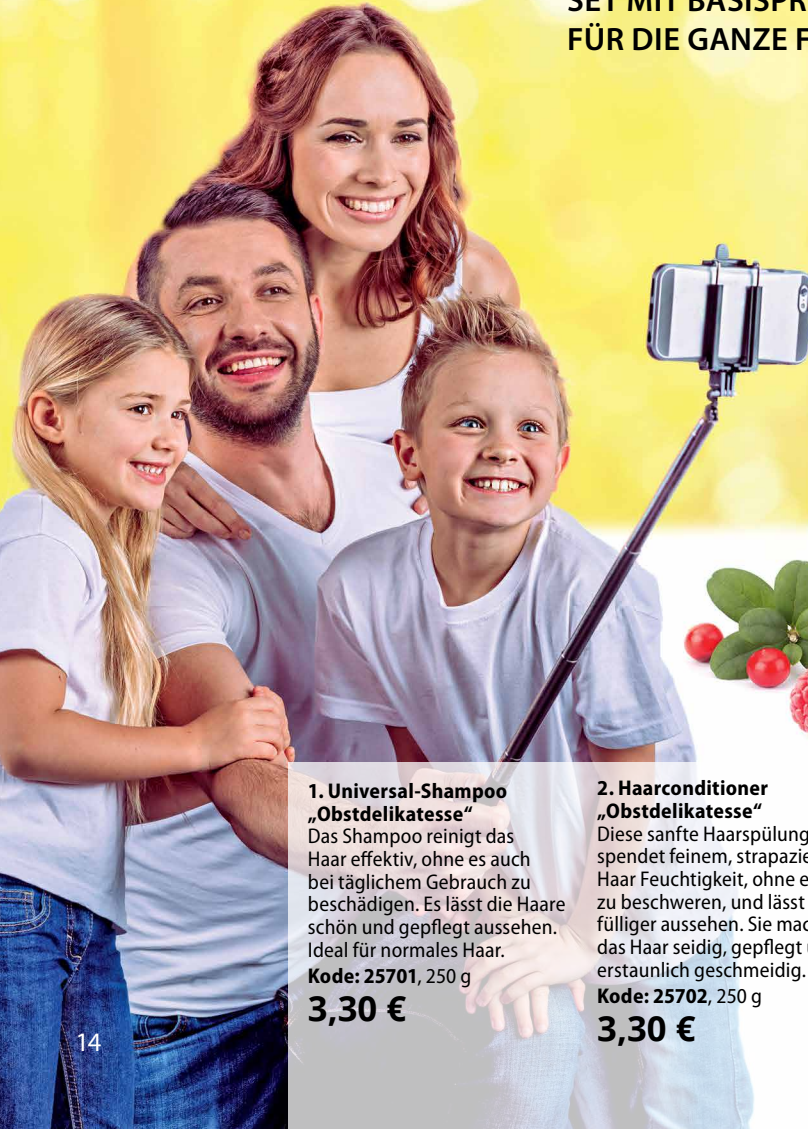 SET MIT BASISPR
FÜR DIE GANZE F
1. Universal-Shampoo
„Obstdelikatesse“
Das Shampoo reinigt das
Haar effektiv, ohne es auch
bei täglichem Gebrauch zu
beschädigen. Es lässt die Haare
schön und gepflegt aussehen.
Ideal für normales Haar.
Kode: 25701, 250 g
3,30 €
2. Haarconditioner
„Obstdelikatesse“
Diese sanfte Haarspülung
spendet feinem, strapazie
Haar Feuchtigkeit, ohne e
zu beschweren, und lässt
fülliger aussehen. Sie mac
das Haar seidig, gepflegt
erstaunlich geschmeidig.
Kode: 25702, 250 g
3,30 €
14